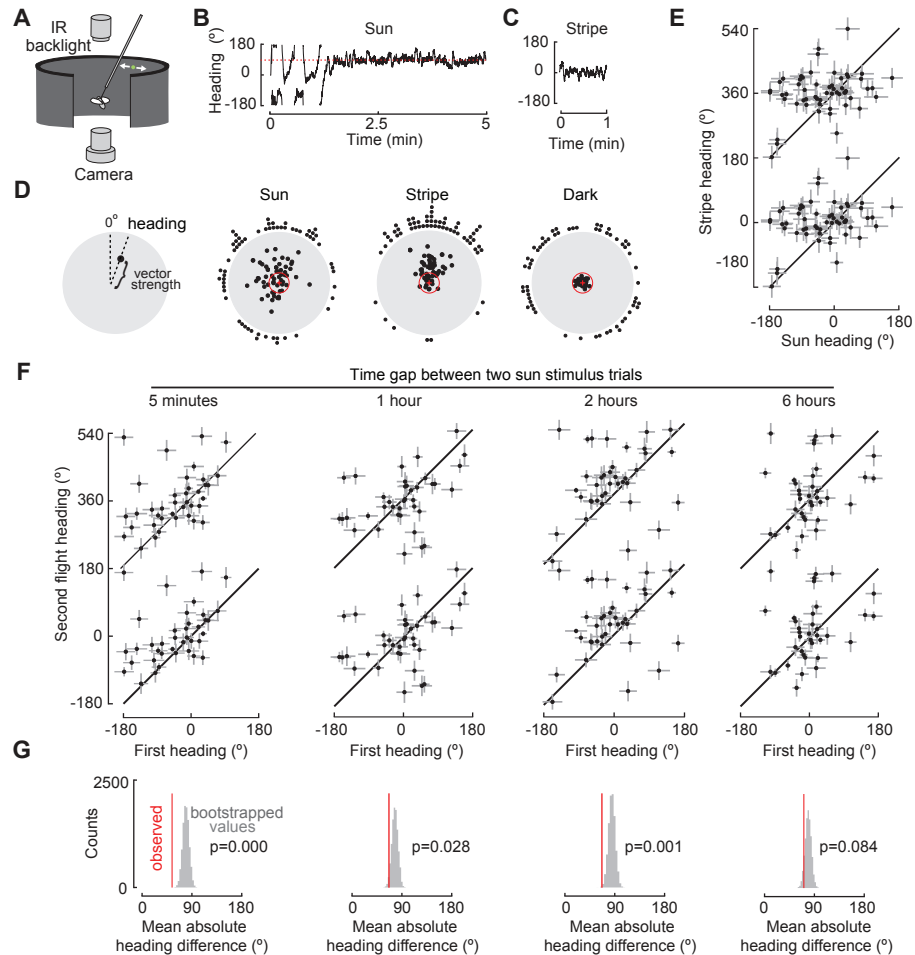 A
IR
backlight
Camera
B
Sun
Heading (º)
180
0
-180
0
2.5
5
Time (min)
C
Stripe
180
0
-180
0
1
Time (min)
D
0º
heading
vector
strength
Sun
Stripe
Dark
E
Stripe heading (º)
540
360
180
0
-180
-180
0
180
Sun heading (º)
F
Time gap between two sun stimulus trials
5 minutes
1 hour
2 hours
6 hours
Second flight heading (º)
540
360
180
0
-180
-180 0 180
First heading (º)
-180 0 180
First heading (º)
-180 0 180
First heading (º)
-180 0 180
First heading (º)
G
Counts
2500
0
observed
bootstrapped
values
p=0.000
p=0.028
p=0.001
p=0.084
0 90 180
Mean absolute
heading difference (º)
0 90 180
Mean absolute
heading difference (º)
0 90 180
Mean absolute
heading difference (º)
0 90 180
Mean absolute
heading difference (º)